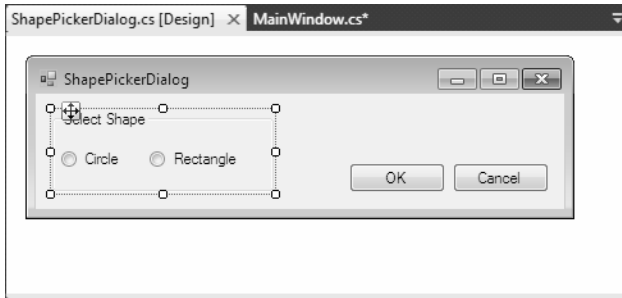 ShapePickerDialog.cs [Design] MainWindow.cs*
ShapePickerDialog
Select Shape
Circle Rectangle
OK Cancel